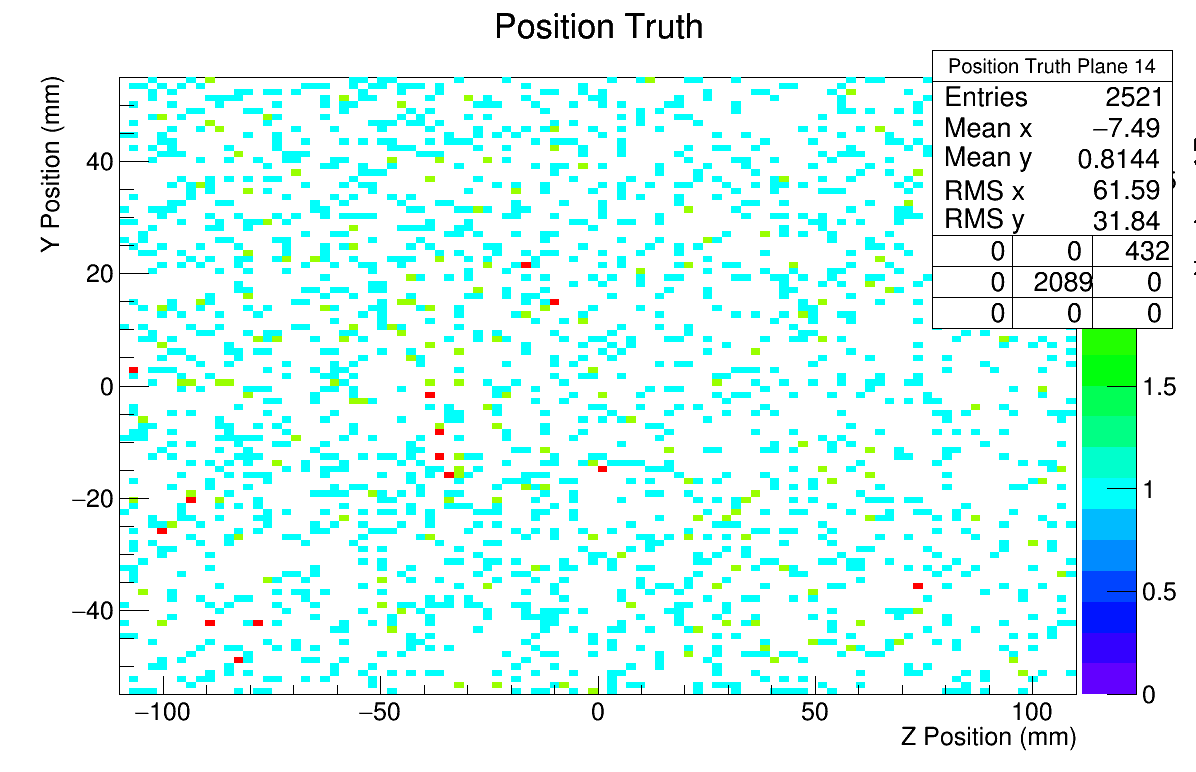 Position Truth
Y Position (mm)
40
20
0
−20
−40
−100
−50
0
50
100
Z Position (mm)
Position Truth Plane 14
Entries 2521
Mean x −7.49
Mean y 0.8144
RMS x 61.59
RMS y 31.84
0 0 432
0 2089 0
0 0 0
1.5
1
0.5
0